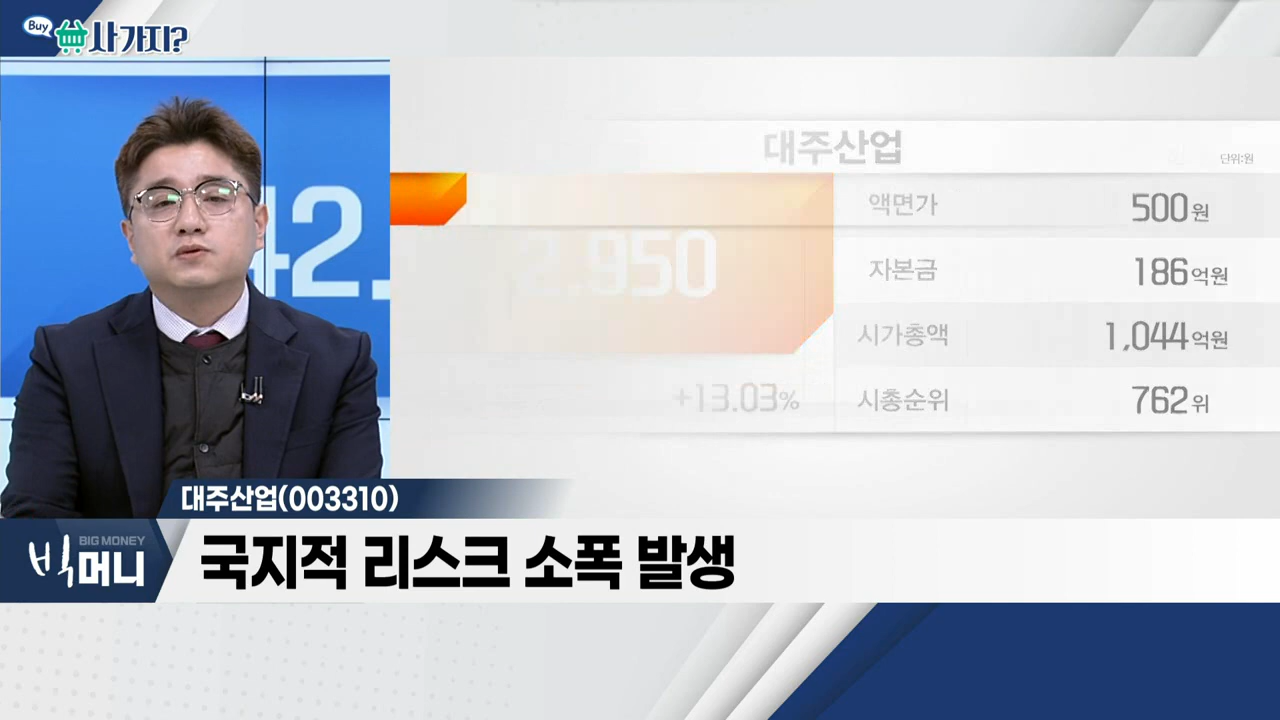 Buy
사가지?
대주산업
단위:원
액면가 500원
2,950
자본금 186억원
시가총액 1,044억원
+13.03%
시총순위 762위
42.
대주산업(003310)
BIG MONEY
빅머니
국지적 리스크 소폭 발생